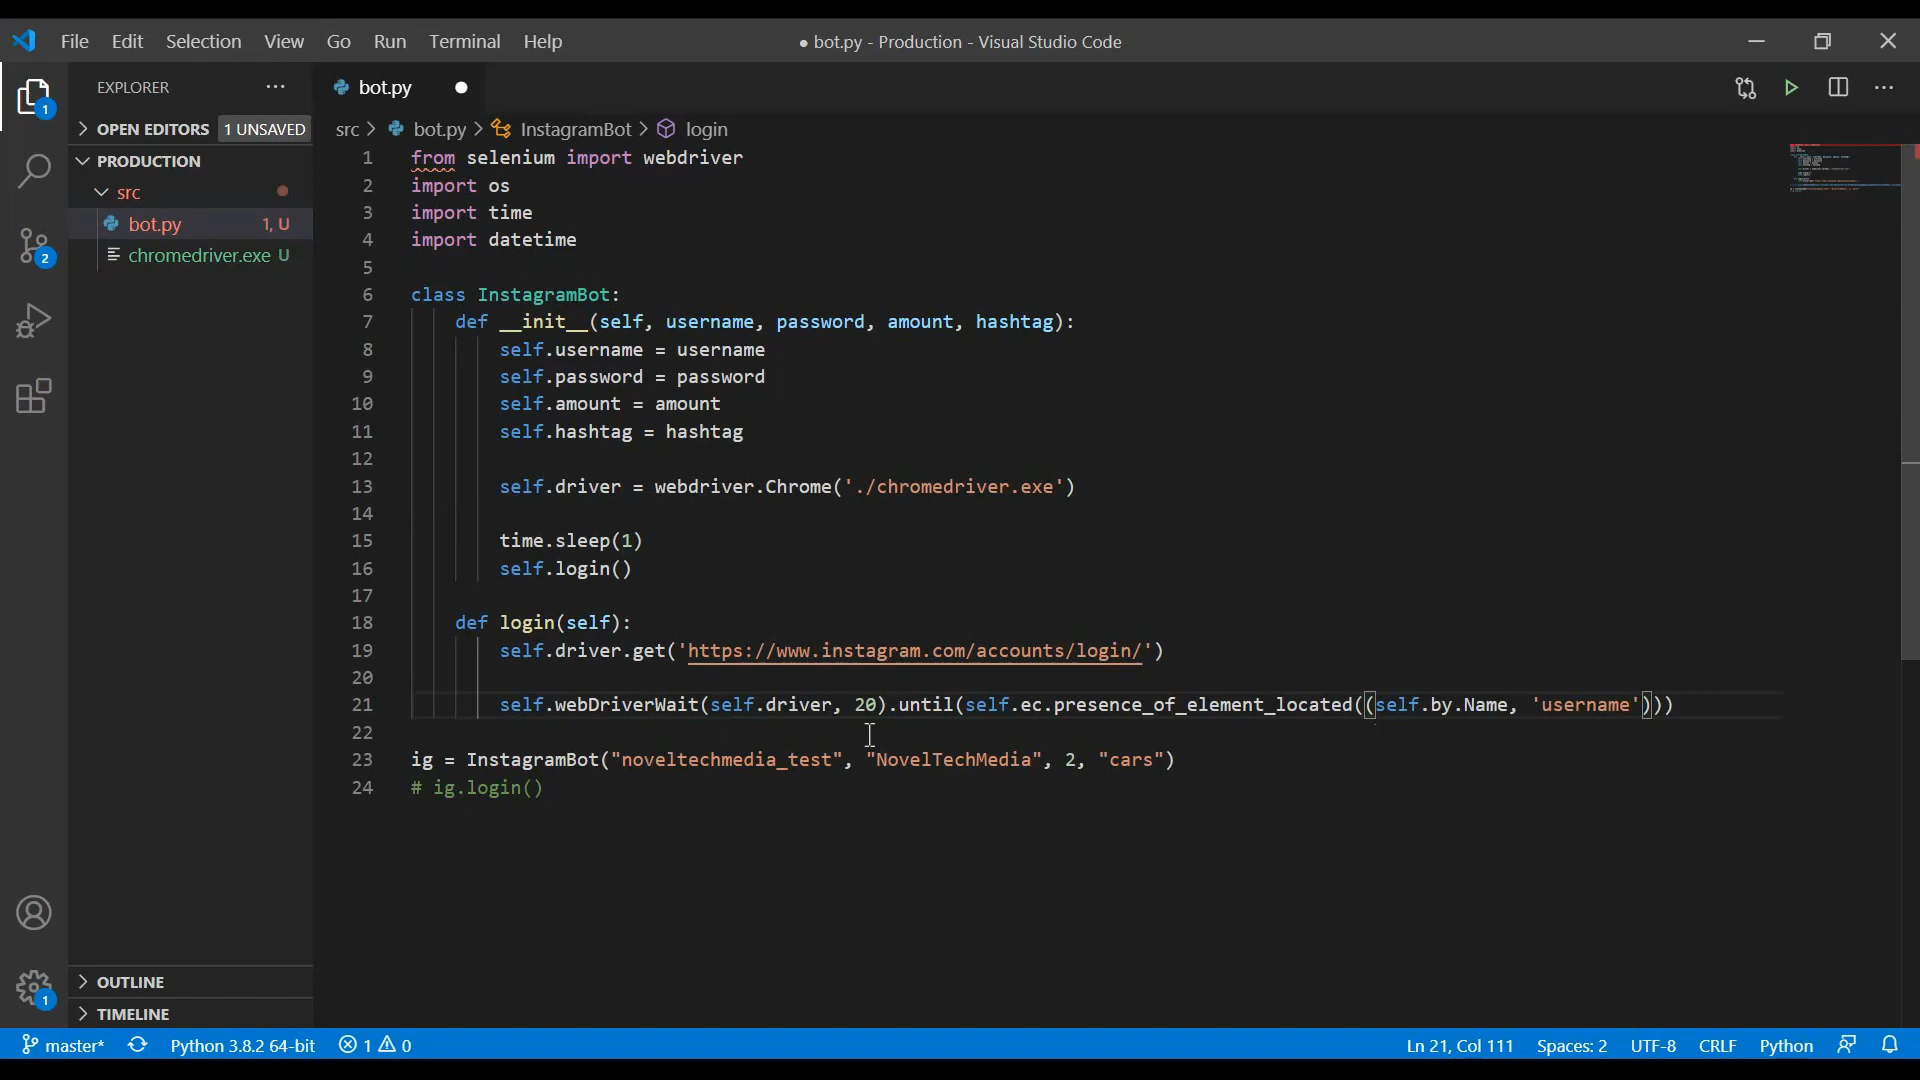 File Edit Selection View Go Run Terminal Help
● bot.py - Production - Visual Studio Code
EXPLORER
OPEN EDITORS 1 UNSAVED
PRODUCTION
src
bot.py 1, U
chromedriver.exe U
OUTLINE
TIMELINE
1
2
1
bot.py
src > bot.py > InstagramBot > login
1 from selenium import webdriver
2 import os
3 import time
4 import datetime
5
6 class InstagramBot:
7 def __init__(self, username, password, amount, hashtag):
8 self.username = username
9 self.password = password
10 self.amount = amount
11 self.hashtag = hashtag
12
13 self.driver = webdriver.Chrome('./chromedriver.exe')
14
15 time.sleep(1)
16 self.login()
17
18 def login(self):
19 self.driver.get('https://www.instagram.com/accounts/login/')
20
21 self.webDriverWait(self.driver, 20).until(self.ec.presence_of_element_located((self.by.Name, 'username')))
22
23 ig = InstagramBot("noveltechmedia_test", "NovelTechMedia", 2, "cars")
24 # ig.login()
master* Python 3.8.2 64-bit 1 0
Ln 21, Col 111 Spaces: 2 UTF-8 CRLF Python